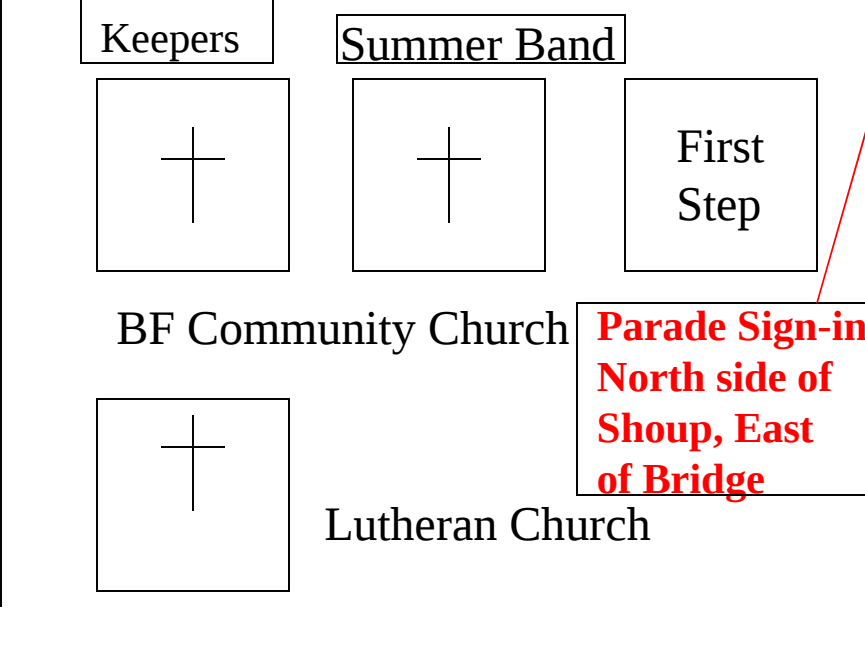 Keepers
Summer Band
First
Step
BF Community Church
Parade Sign-in
North side of
Shoup, East
of Bridge
Lutheran Church